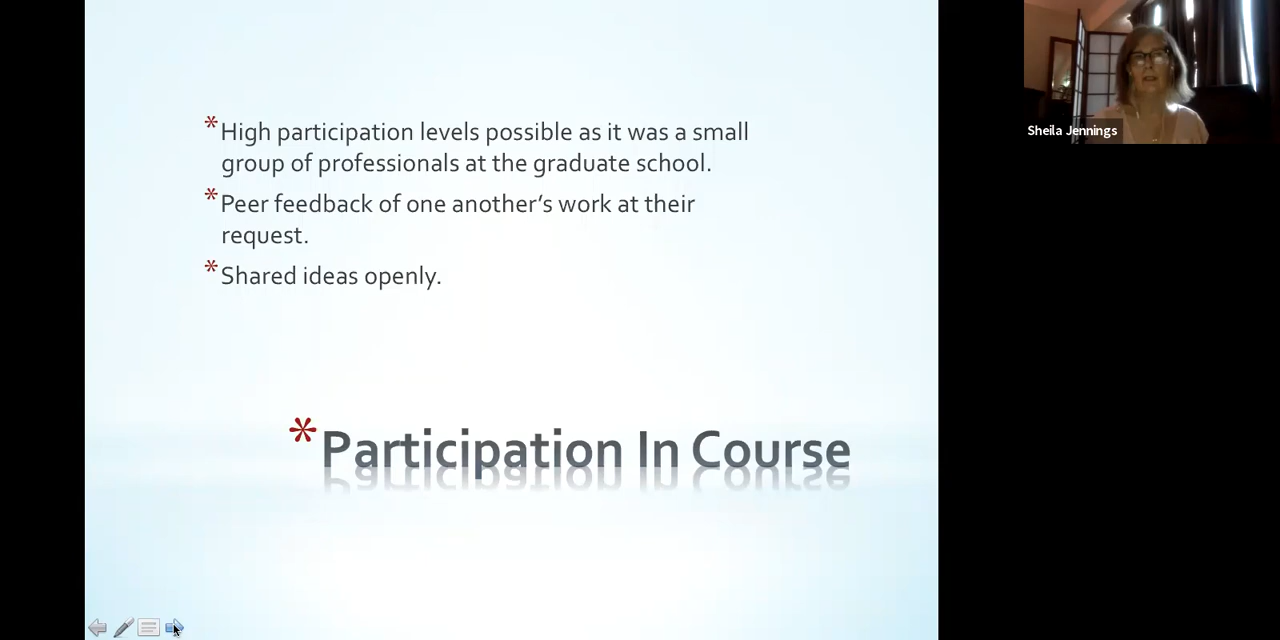 * High participation levels possible as it was a small
group of professionals at the graduate school.
* Peer feedback of one another’s work at their
request.
* Shared ideas openly.
* Participation In Course
Sheila Jennings